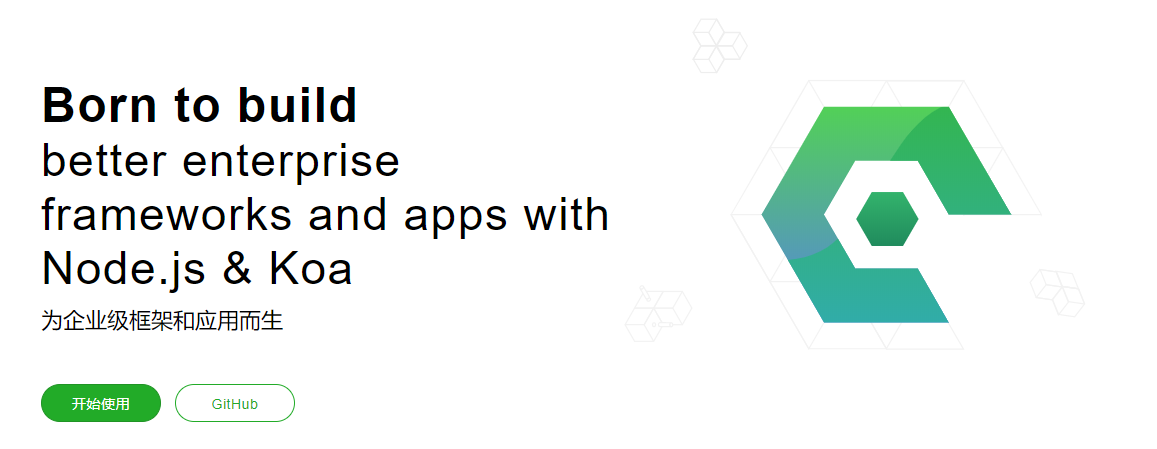 Born to build
better enterprise
frameworks and apps with
Node.js & Koa
为企业级框架和应用而生
开始使用
GitHub